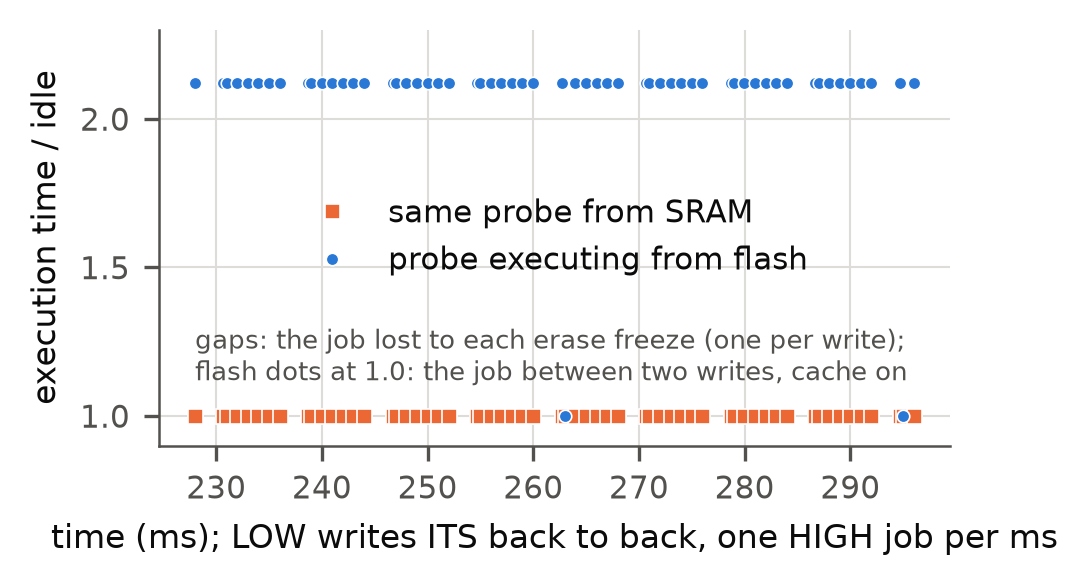 execution time / idle
2.0
1.5
1.0
same probe from SRAM
probe executing from flash
gaps: the job lost to each erase freeze (one per write);
flash dots at 1.0: the job between two writes, cache on
230 240 250 260 270 280 290
time (ms); LOW writes ITS back to back, one HIGH job per ms